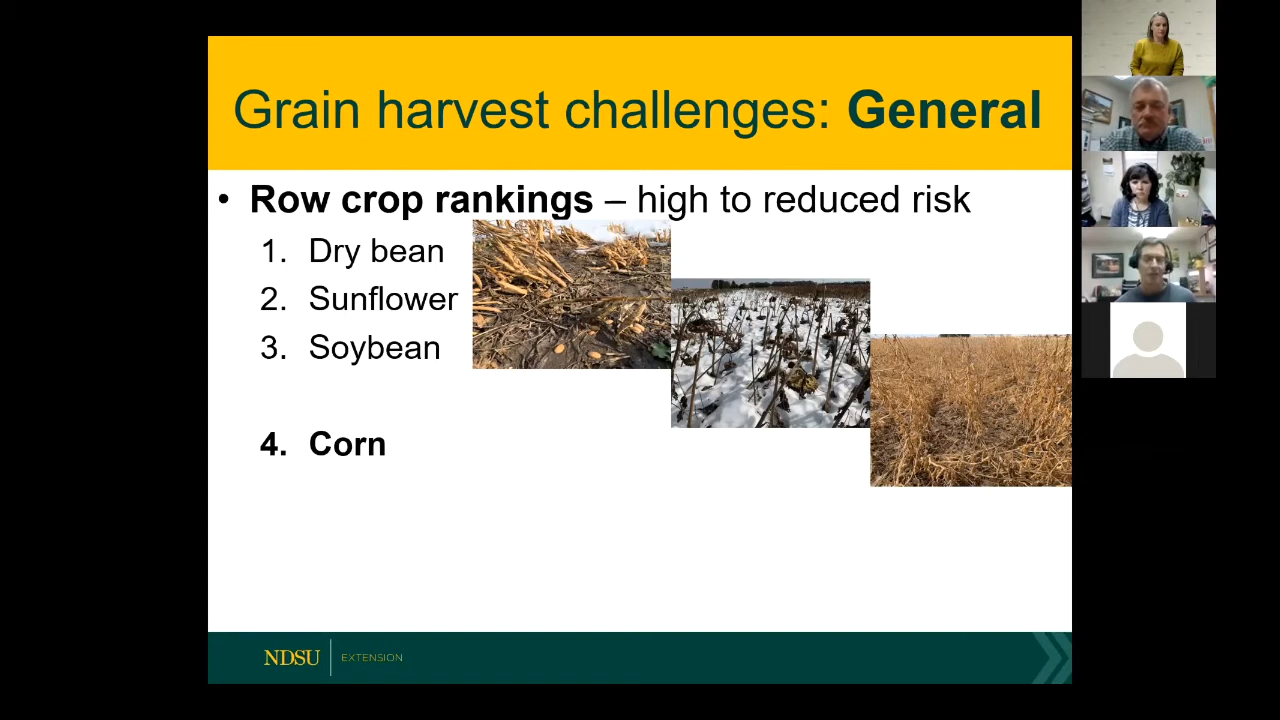 Grain harvest challenges: General
• Row crop rankings – high to reduced risk
1. Dry bean
2. Sunflower
3. Soybean
4. Corn
NDSU EXTENSION